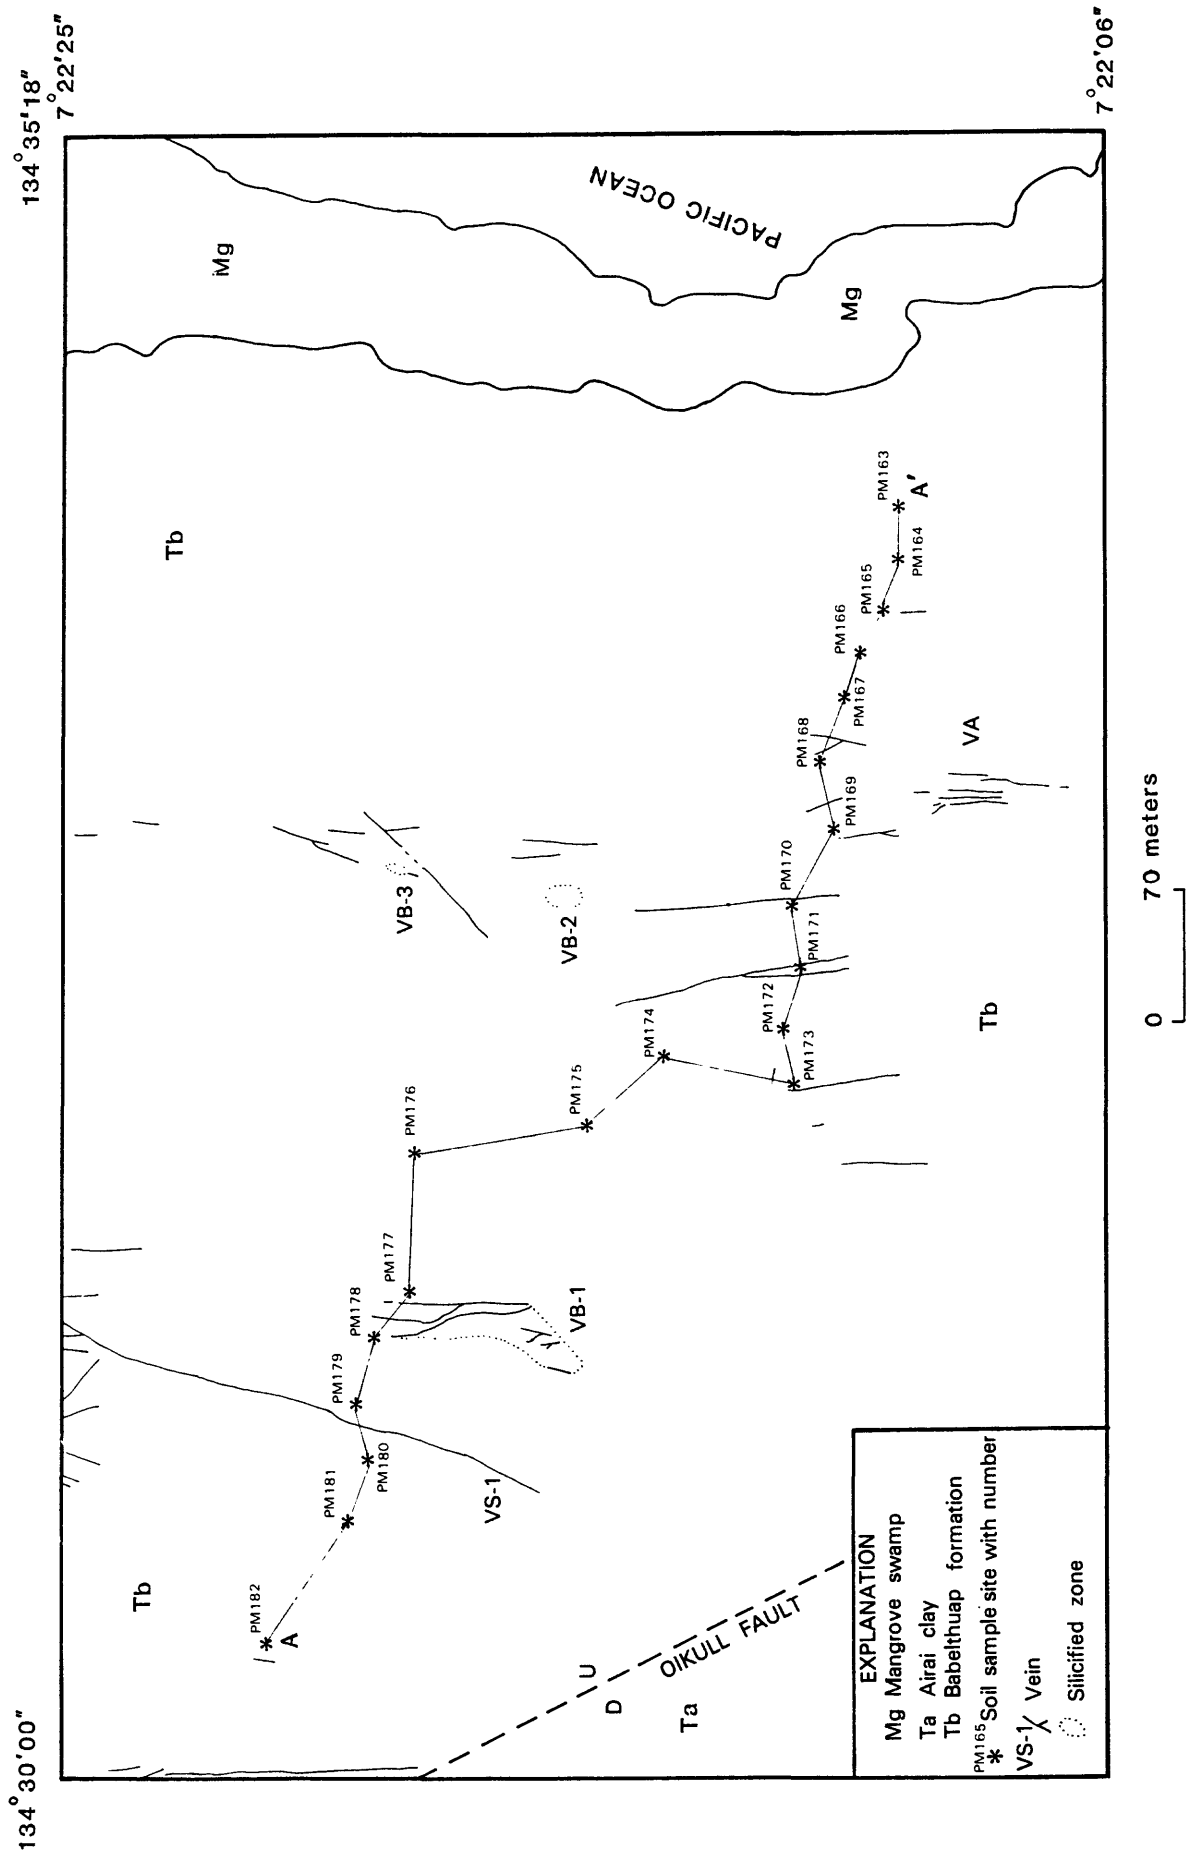 134°35'18"
7°22'25"
7°22'06"
134°30'00"
PACIFIC OCEAN
Mg
Mg
Tb
Tb
Tb
Ta
A
A'
PM182
PM181
PM180
PM179
PM178
PM177
PM176
PM175
PM174
PM173
PM172
PM171
PM170
PM169
PM168
PM167
PM166
PM165
PM164
PM163
VS-1
VB-1
VB-2
VB-3
VA
D
U
OIKULL FAULT
EXPLANATION
Mg Mangrove swamp
Ta Airai clay
Tb Babelthuap formation
PM165 * Soil sample site with number
VS-1 Vein
Silicified zone
0 70 meters